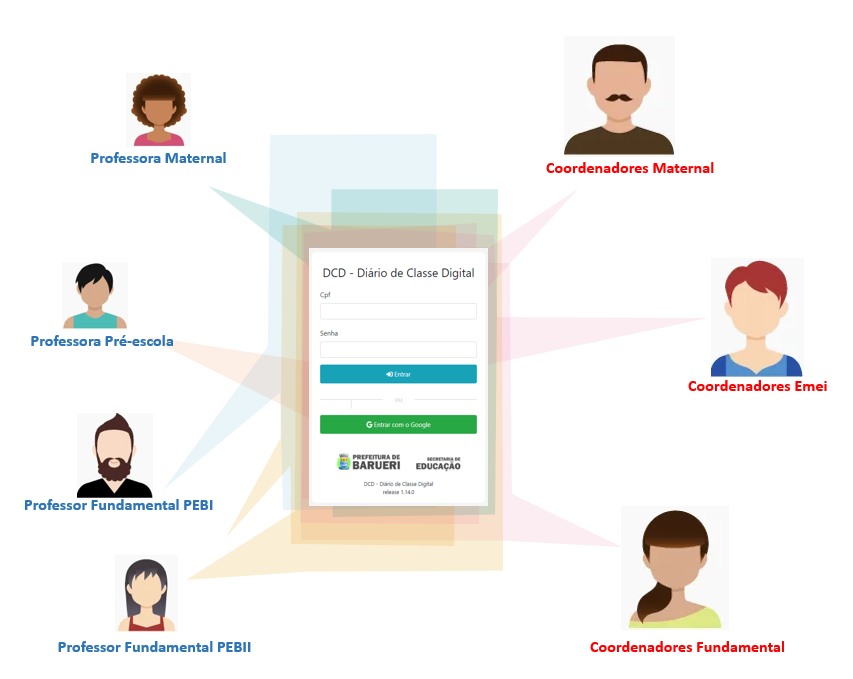 Professora Maternal
Coordenadores Maternal
DCD - Diário de Classe Digital
Cpf
Senha
Entrar
ou
Entrar com o Google
PREFEITURA DE
BARUERI
SECRETARIA DE
EDUCAÇÃO
DCD - Diário de Classe Digital
release 1.14.0
Professora Pré-escola
Coordenadores Emei
Professor Fundamental PEBI
Professor Fundamental PEBII
Coordenadores Fundamental